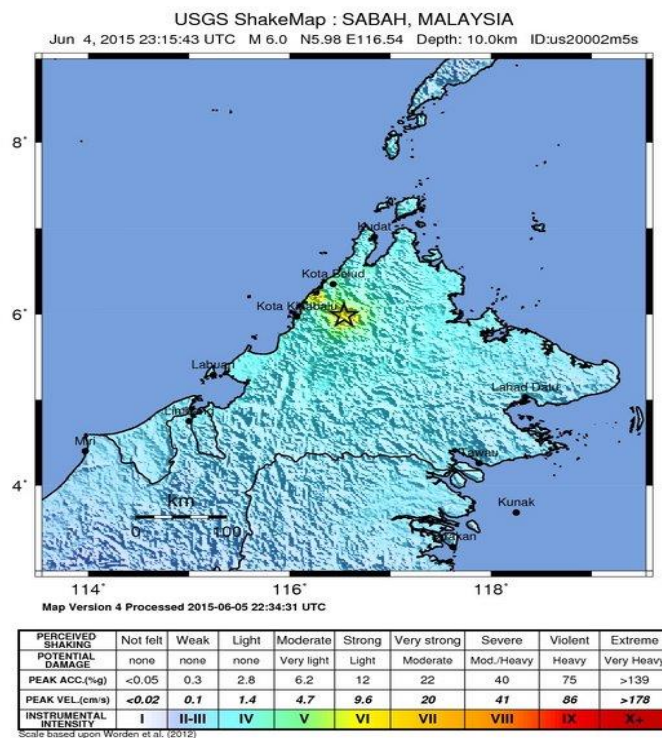 USGS ShakeMap : SABAH, MALAYSIA
Jun 4, 2015 23:15:43 UTC M 6.0 N5.98 E116.54 Depth: 10.0km ID:us20002m5s
8°
Kudat
Kota Belud
6°
Kota Kinabalu
Labuan
Lahad Datu
Miri
Tawau
4°
km
Kunak
0 100
114° 116° 118°
Map Version 4 Processed 2015-06-05 22:34:31 UTC
PERCEIVED SHAKING Not felt Weak Light Moderate Strong Very strong Severe Violent Extreme
POTENTIAL DAMAGE none none none Very light Light Moderate Mod./Heavy Heavy Very Heavy
PEAK ACC.(%g) <0.05 0.3 2.8 6.2 12 22 40 75 >139
PEAK VEL.(cm/s) <0.02 0.1 1.4 4.7 9.6 20 41 86 >178
INSTRUMENTAL INTENSITY I II-III IV V VI VII VIII IX X+
Scale based upon Worden et al. (2012)